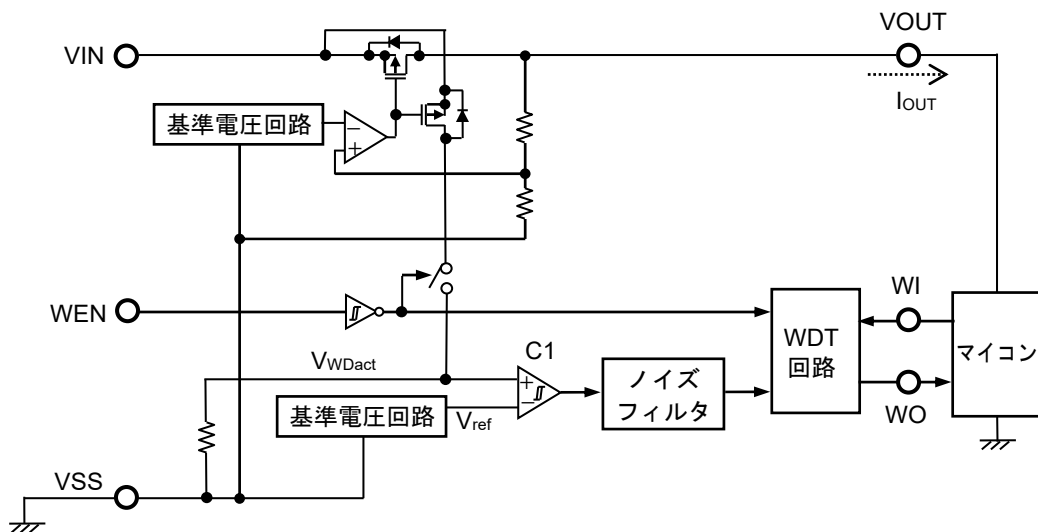 VOUT
VIN
IOUT
基準電圧回路
−
+
WEN
WI
WDT
回路
マイコン
WO
VWDact
C1
+
−
ノイズ
フィルタ
基準電圧回路
Vref
VSS